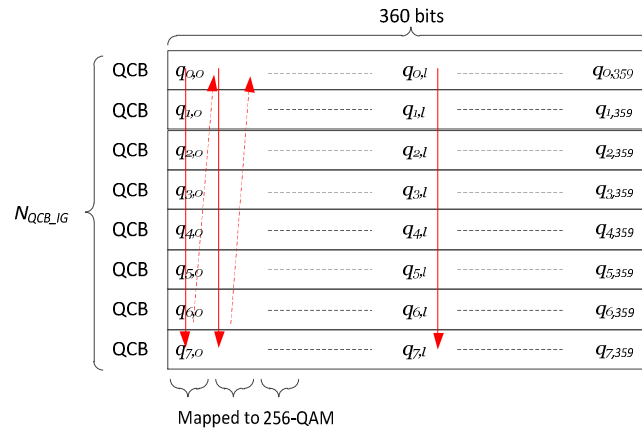 360 bits
QCB q0,0 q0,l q0,359
QCB q1,0 q1,l q1,359
QCB q2,0 q2,l q2,359
QCB q3,0 q3,l q3,359
N_QCB_IG
QCB q4,0 q4,l q4,359
QCB q5,0 q5,l q5,359
QCB q6,0 q6,l q6,359
QCB q7,0 q7,l q7,359
Mapped to 256-QAM